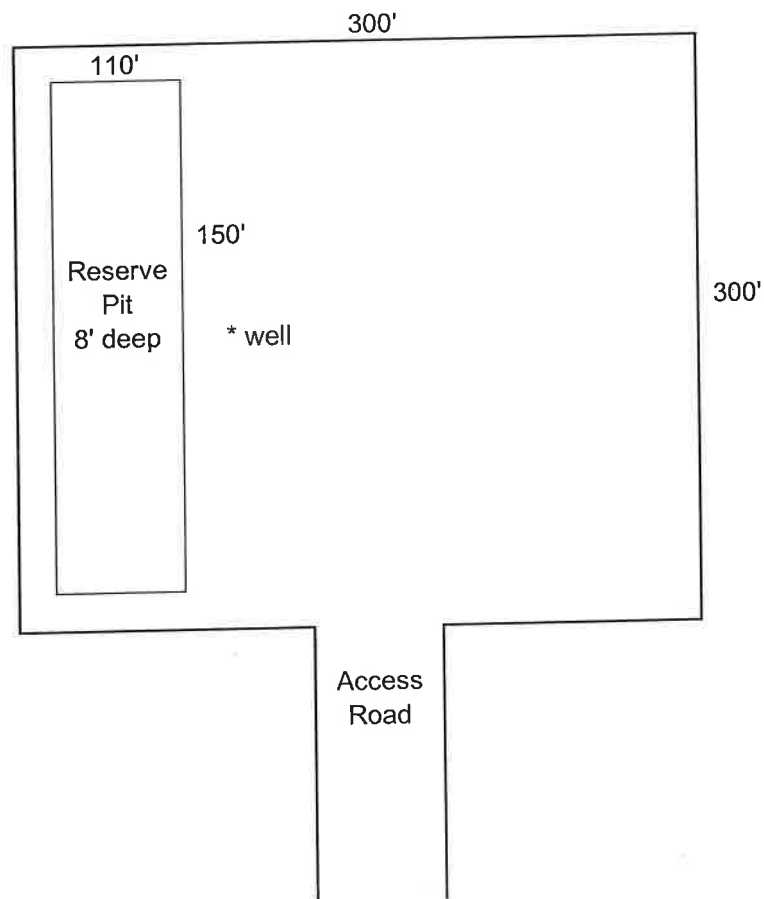 300'
110'
150'
Reserve
Pit
8' deep
* well
300'
Access
Road